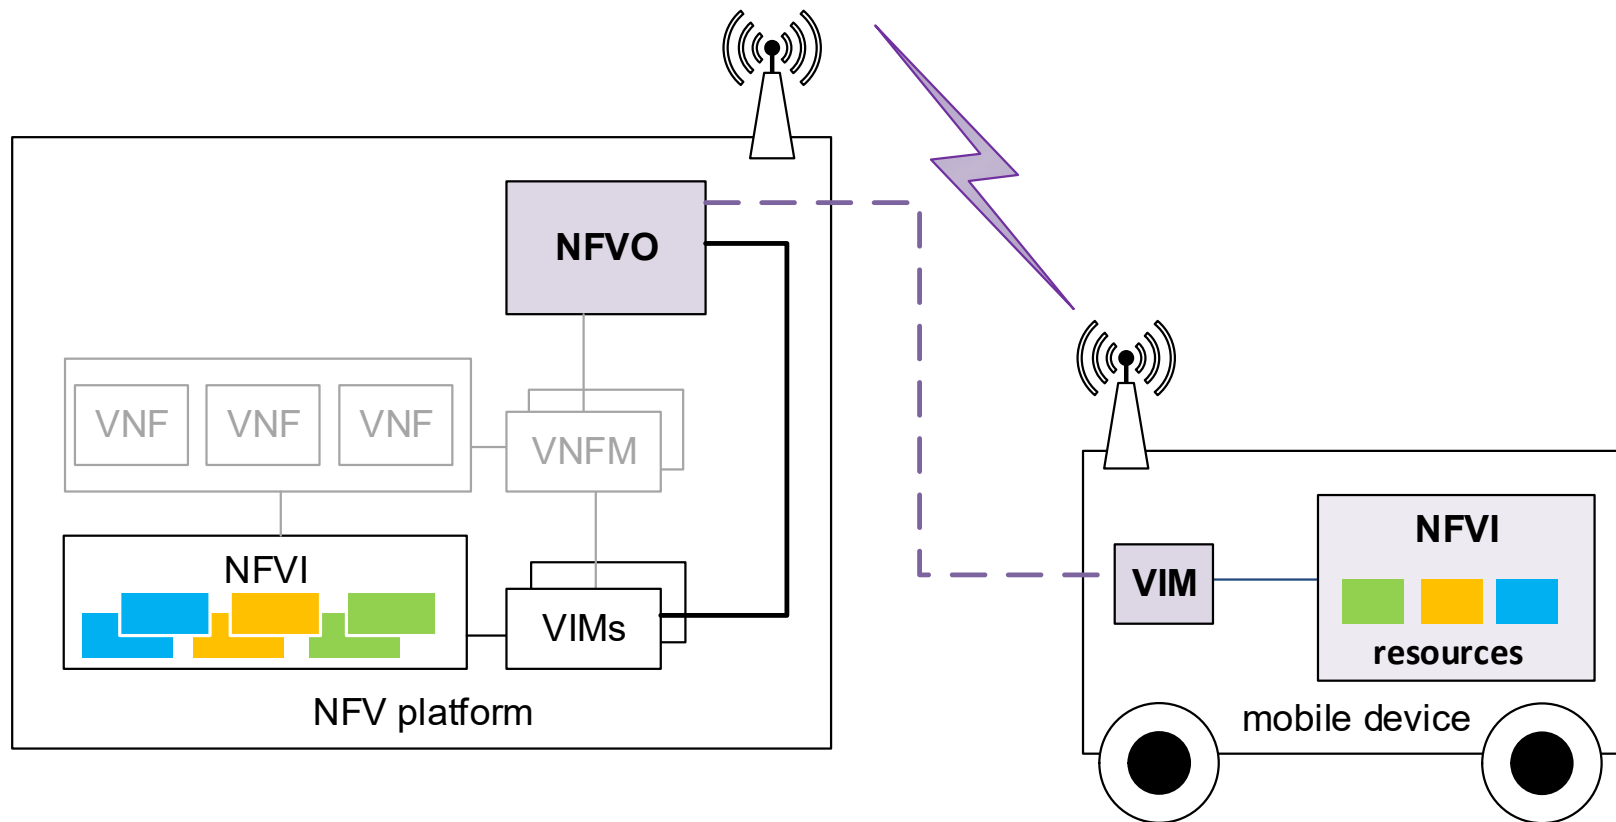 NFVO
VNF
VNF
VNF
VNFM
NFVI
VIMs
NFV platform
VIM
NFVI
resources
mobile device